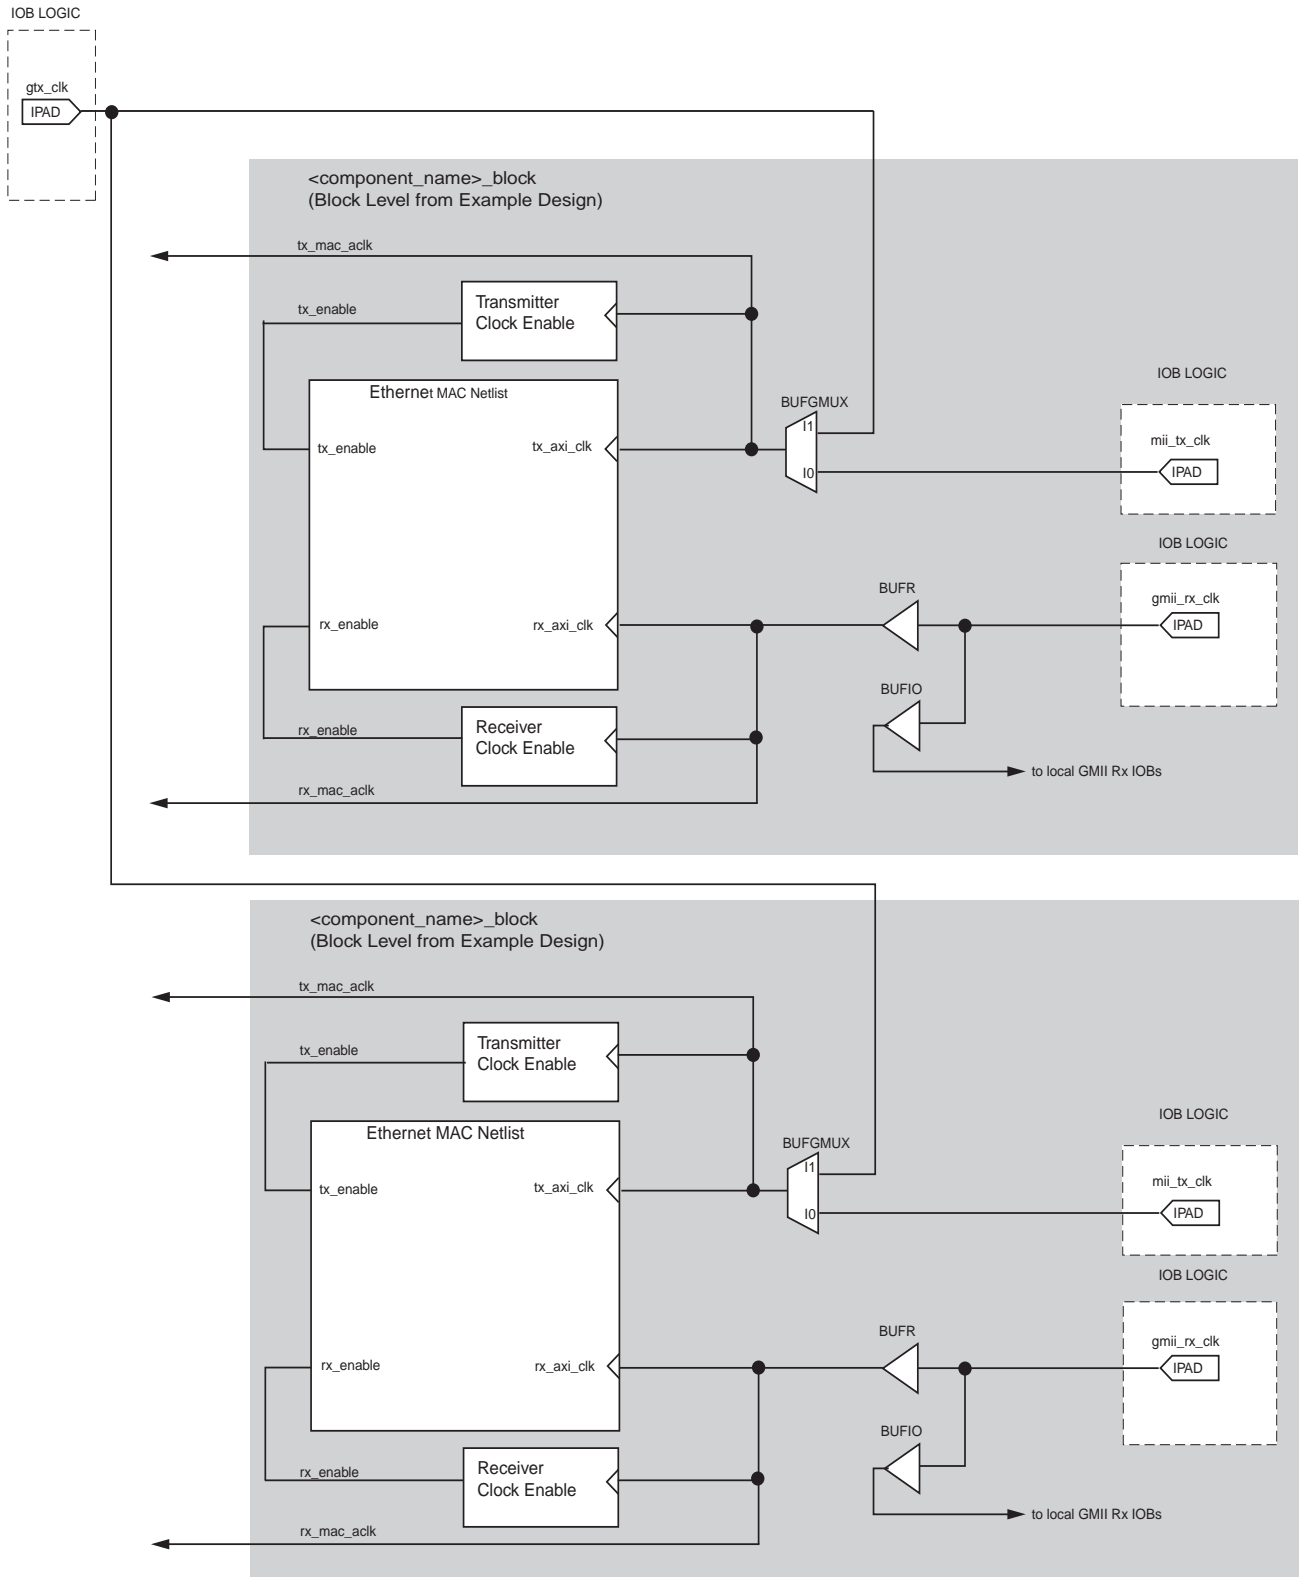 IOB LOGIC
gtx_clk
IPAD
<component_name>_block
(Block Level from Example Design)
tx_mac_aclk
tx_enable
Transmitter
Clock Enable
IOB LOGIC
Ethernet MAC Netlist
BUFGMUX
I1
mii_tx_clk
tx_enable
tx_axi_clk
I0
IPAD
IOB LOGIC
BUFR
gmii_rx_clk
rx_enable
rx_axi_clk
IPAD
BUFIO
rx_enable
Receiver
Clock Enable
to local GMII Rx IOBs
rx_mac_aclk
<component_name>_block
(Block Level from Example Design)
tx_mac_aclk
tx_enable
Transmitter
Clock Enable
IOB LOGIC
Ethernet MAC Netlist
BUFGMUX
I1
mii_tx_clk
tx_enable
tx_axi_clk
I0
IPAD
IOB LOGIC
BUFR
gmii_rx_clk
rx_enable
rx_axi_clk
IPAD
BUFIO
rx_enable
Receiver
Clock Enable
to local GMII Rx IOBs
rx_mac_aclk